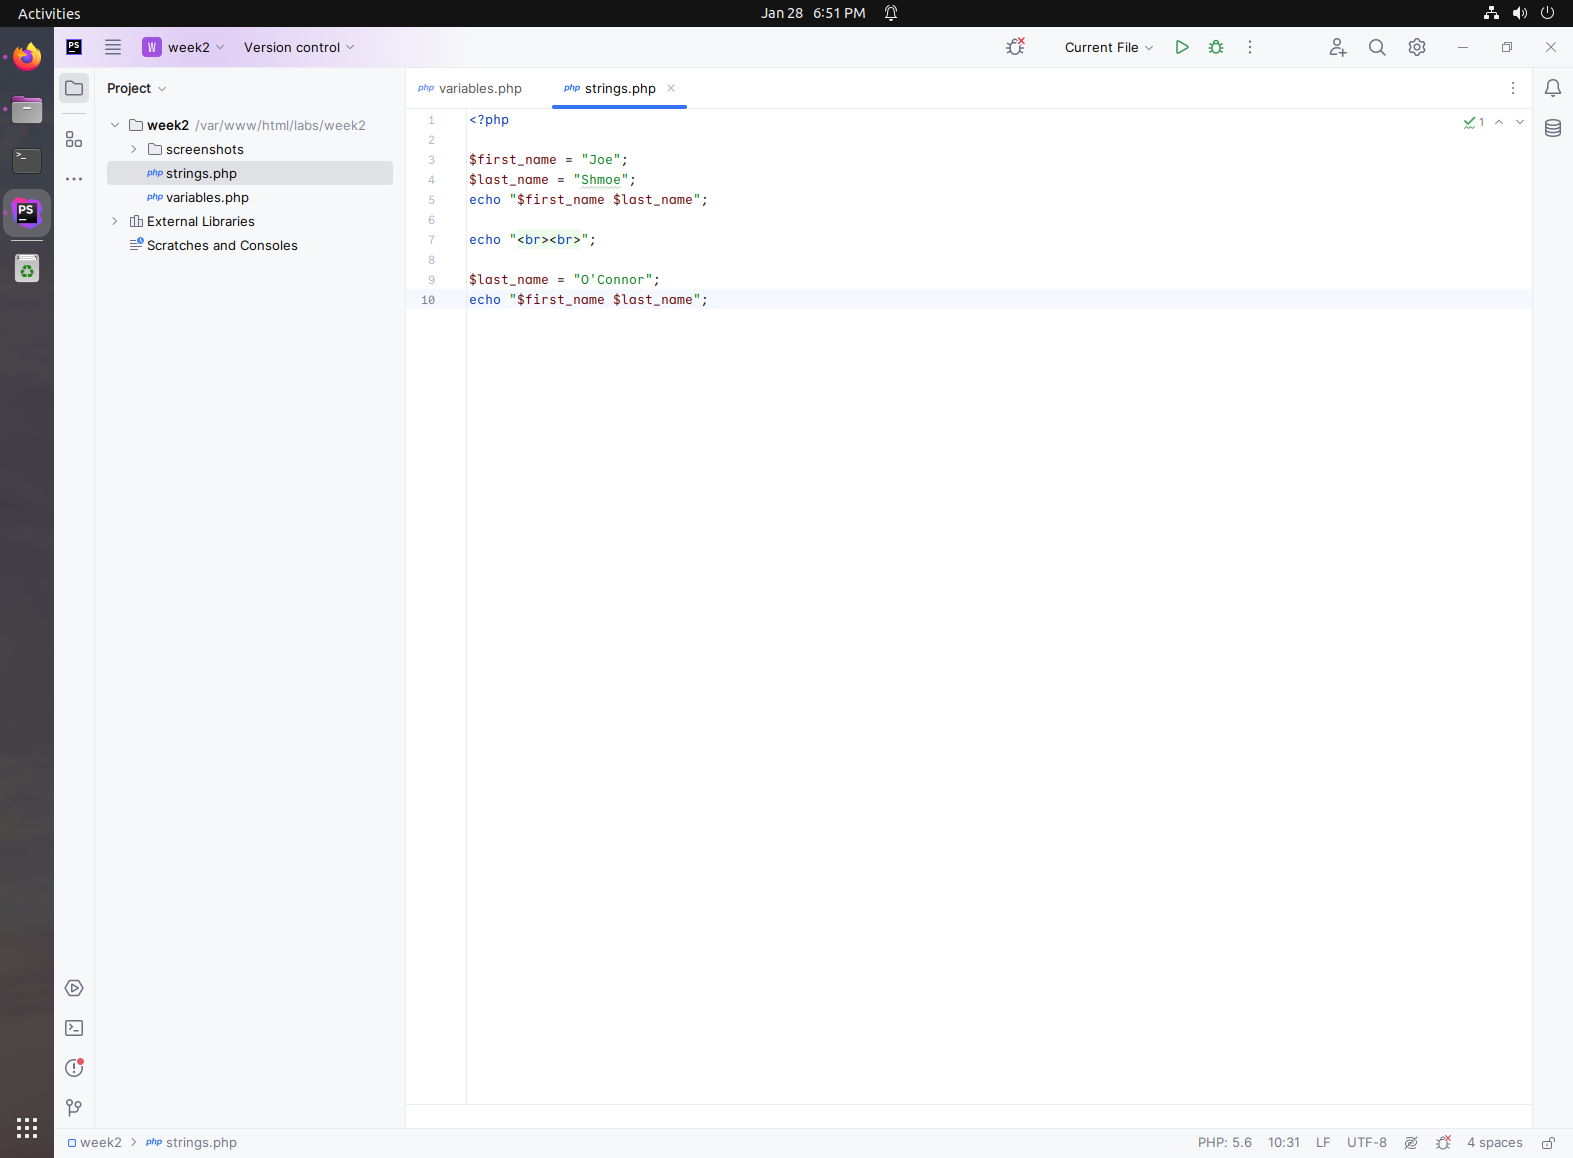 Activities
Jan 28 6:51 PM
PS
W week2
Version control
Current File
Project
php variables.php
php strings.php
week2 /var/www/html/labs/week2
screenshots
php strings.php
php variables.php
External Libraries
Scratches and Consoles
>_
PS
1 <?php
2
3 $first_name = "Joe";
4 $last_name = "Shmoe";
5 echo "$first_name $last_name";
6
7 echo "<br><br>";
8
9 $last_name = "O'Connor";
10 echo "$first_name $last_name";
1
week2 > php strings.php
PHP: 5.6 10:31 LF UTF-8 4 spaces